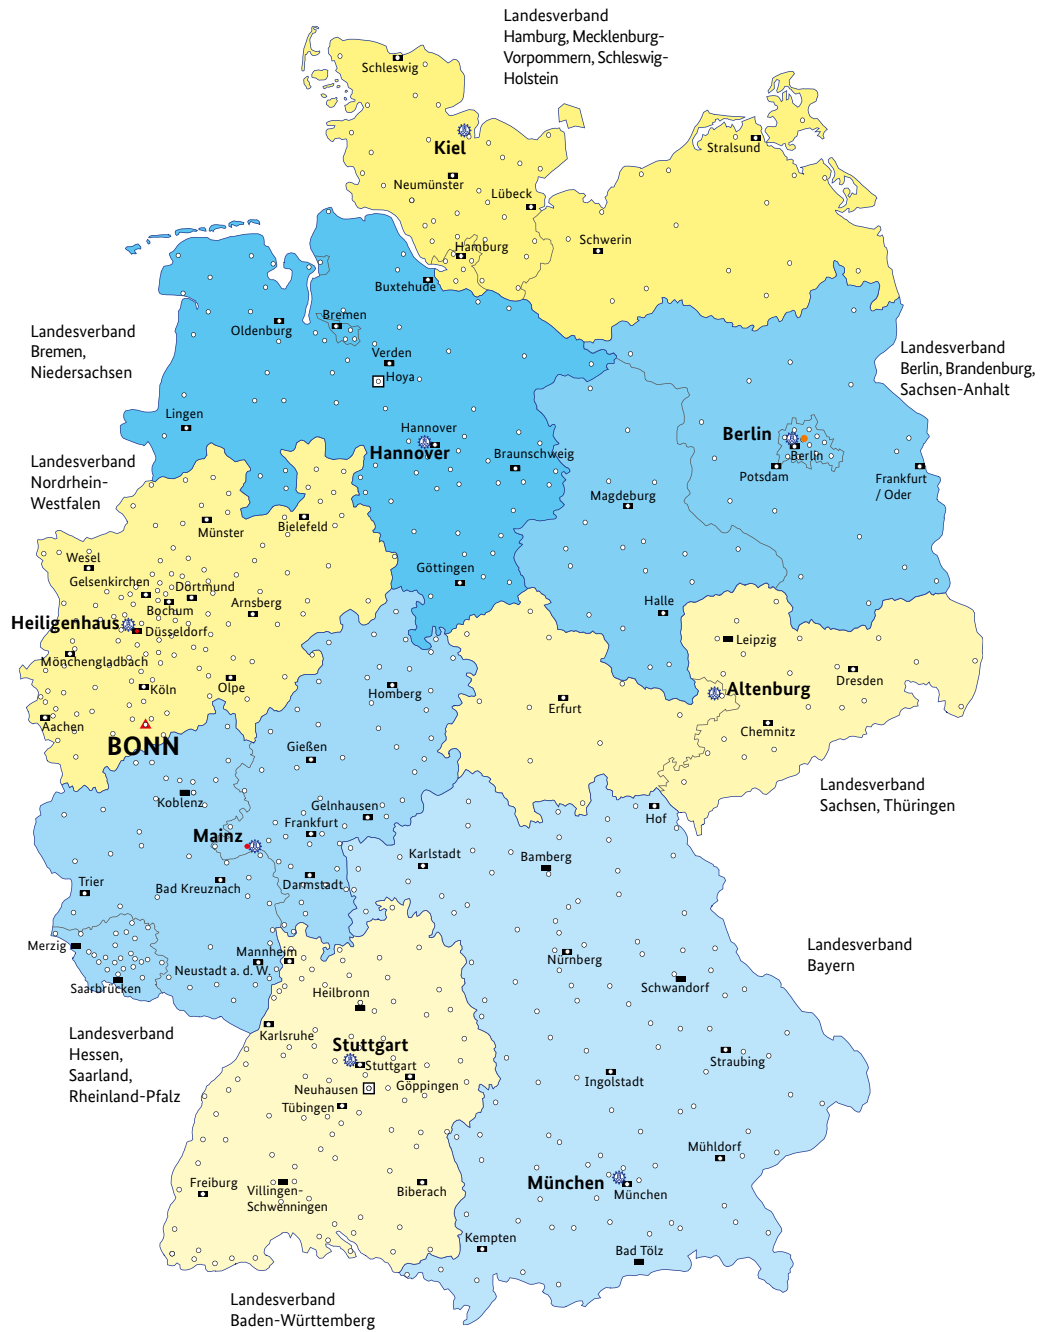 Landesverband
Hamburg, Mecklenburg-
Vorpommern, Schleswig-
Holstein
Schleswig
Kiel
Stralsund
Neumünster
Lübeck
Schwerin
Hamburg
Buxtehude
Landesverband
Bremen,
Niedersachsen
Bremen
Oldenburg
Verden
Hoya
Landesverband
Berlin, Brandenburg,
Sachsen-Anhalt
Lingen
Hannover
Hannover
Braunschweig
Berlin
Berlin
Potsdam
Frankfurt
/ Oder
Magdeburg
Landesverband
Nordrhein-
Westfalen
Münster
Bielefeld
Wesel
Gelsenkirchen
Dortmund
Bochum
Arnsberg
Göttingen
Halle
Heiligenhaus
Düsseldorf
Mönchengladbach
Köln
Olpe
Homberg
Leipzig
Dresden
Altenburg
Erfurt
Chemnitz
Aachen
BONN
Gießen
Landesverband
Sachsen, Thüringen
Koblenz
Gelnhausen
Frankfurt
Hof
Mainz
Karlstadt
Bamberg
Trier
Bad Kreuznach
Darmstadt
Merzig
Mannheim
Neustadt a. d. W.
Saarbrücken
Nürnberg
Landesverband
Bayern
Schwandorf
Heilbronn
Landesverband
Hessen,
Saarland,
Rheinland-Pfalz
Karlsruhe
Stuttgart
Stuttgart
Göppingen
Neuhausen
Tübingen
Straubing
Ingolstadt
Mühldorf
Freiburg
Villingen-
Schwenningen
Biberach
München
München
Kempten
Bad Tölz
Landesverband
Baden-Württemberg